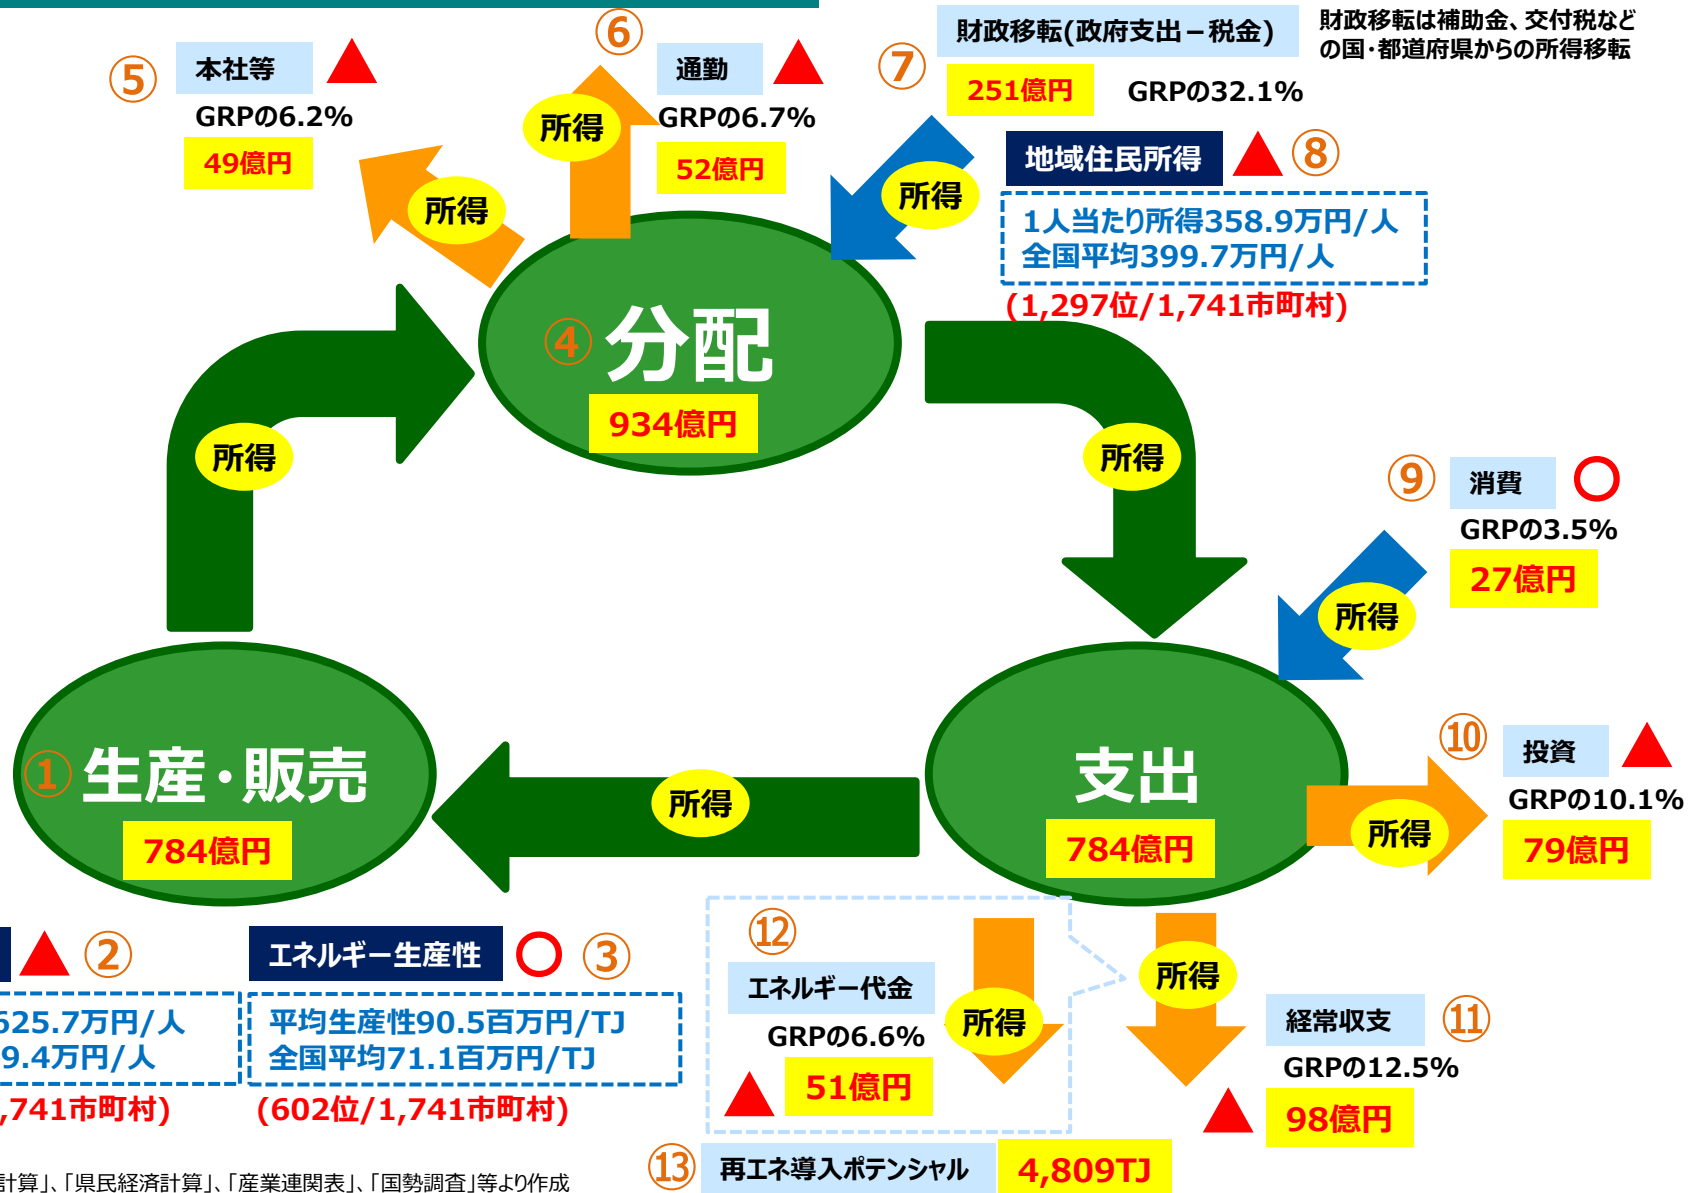 ⑤
本社等
GRPの6.2%
49億円
所得
⑥
通勤
GRPの6.7%
52億円
所得
⑦
財政移転(政府支出－税金)
251億円
GRPの32.1%
財政移転は補助金、交付税など
の国・都道府県からの所得移転
所得
地域住民所得
⑧
1人当たり所得358.9万円/人
全国平均399.7万円/人
(1,297位/1,741市町村)
④
分配
934億円
所得
所得
⑨
消費
GRPの3.5%
27億円
所得
①
生産・販売
784億円
所得
支出
784億円
⑩
投資
GRPの10.1%
79億円
所得
②
625.7万円/人
9.4万円/人
,741市町村)
エネルギー生産性
③
平均生産性90.5百万円/TJ
全国平均71.1百万円/TJ
(602位/1,741市町村)
⑫
エネルギー代金
GRPの6.6%
51億円
所得
所得
経常収支
⑪
GRPの12.5%
98億円
⑬
再エネ導入ポテンシャル
4,809TJ
計算」、「県民経済計算」、「産業連関表」、「国勢調査」等より作成